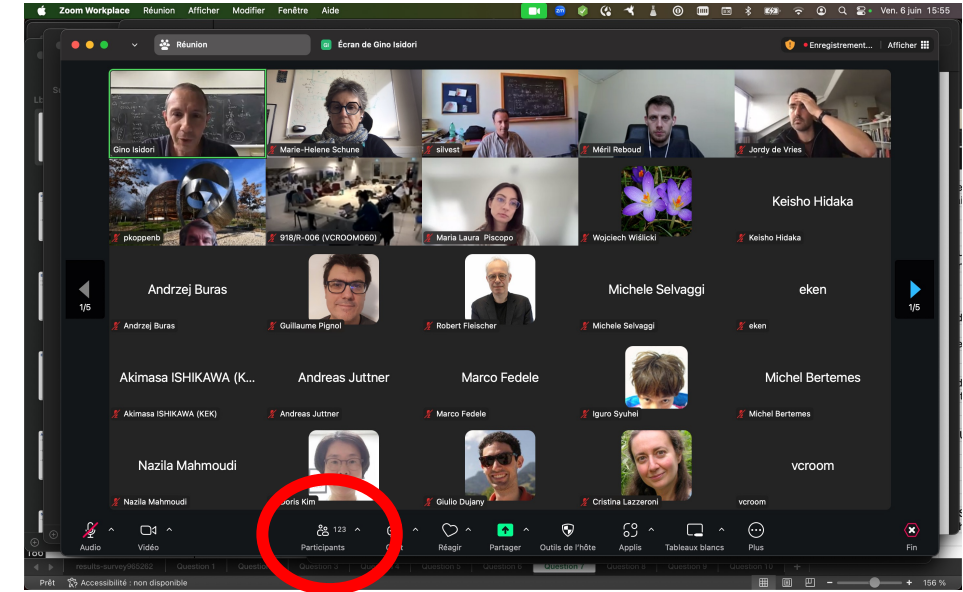 Zoom Workplace Réunion Afficher Modifier Fenêtre Aide
Ven. 6 juin 15:55
Réunion
GI Écran de Gino Isidori
Enregistrement... Afficher
Gino Isidori
Marie-Helene Schune
silvest
Méril Reboud
Jordy de Vries
pkoppenb
918/R-006 (VCROOM060)
Maria Laura Piscopo
Wojciech Wiślicki
Keisho Hidaka
Keisho Hidaka
1/5
Andrzej Buras
Andrzej Buras
Guillaume Pignol
Robert Fleischer
Michele Selvaggi
Michele Selvaggi
eken
eken
1/5
Akimasa ISHIKAWA (K...
Akimasa ISHIKAWA (KEK)
Andreas Juttner
Andreas Juttner
Marco Fedele
Marco Fedele
Iguro Syuhei
Michel Bertemes
Michel Bertemes
Nazila Mahmoudi
Nazila Mahmoudi
Doris Kim
Giulio Dujany
Cristina Lazzeroni
vcroom
vcroom
123
Audio
Vidéo
Participants
Réagir
Partager
Outils de l'hôte
Applis
Tableaux blancs
Plus
Fin
results-survey965262 Question 1 Question 3 Question 5 Question 6 Question 7 Question 8 Question 9 Question 10 +
Prêt Accessibilité : non disponible
156 %